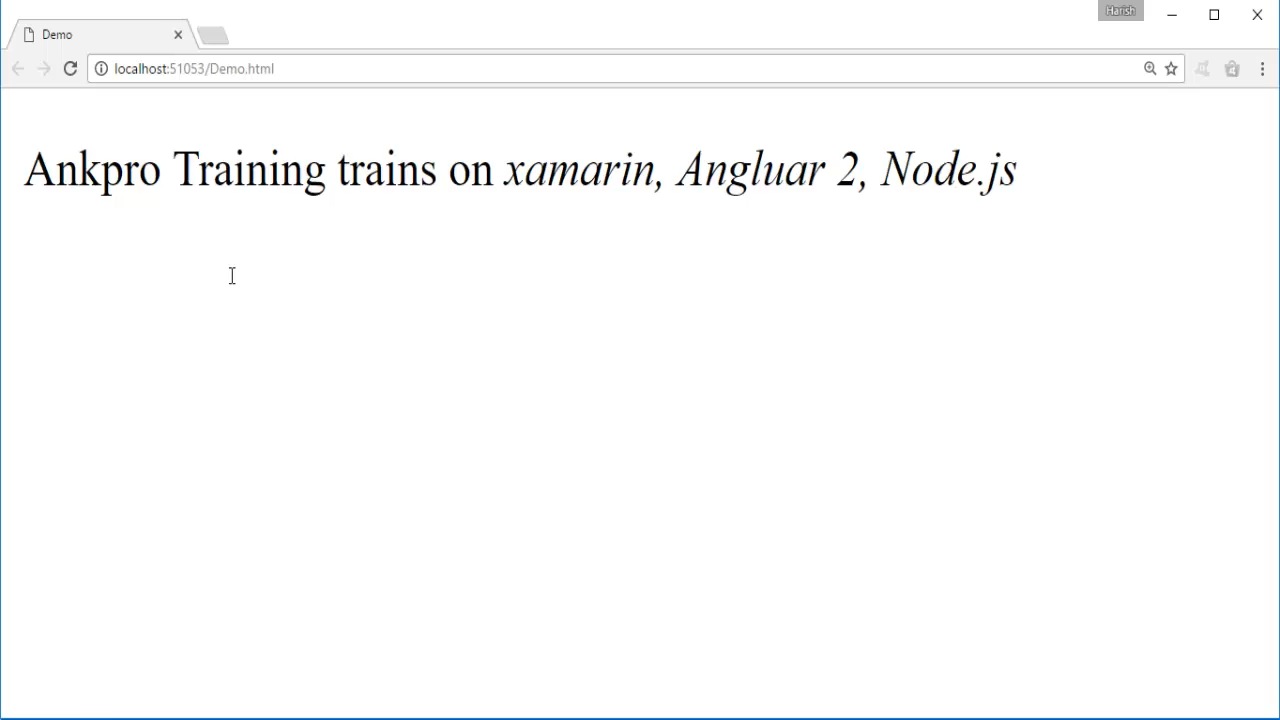 Harish
Demo
localhost:51053/Demo.html
Ankpro Training trains on xamarin, Angluar 2, Node.js